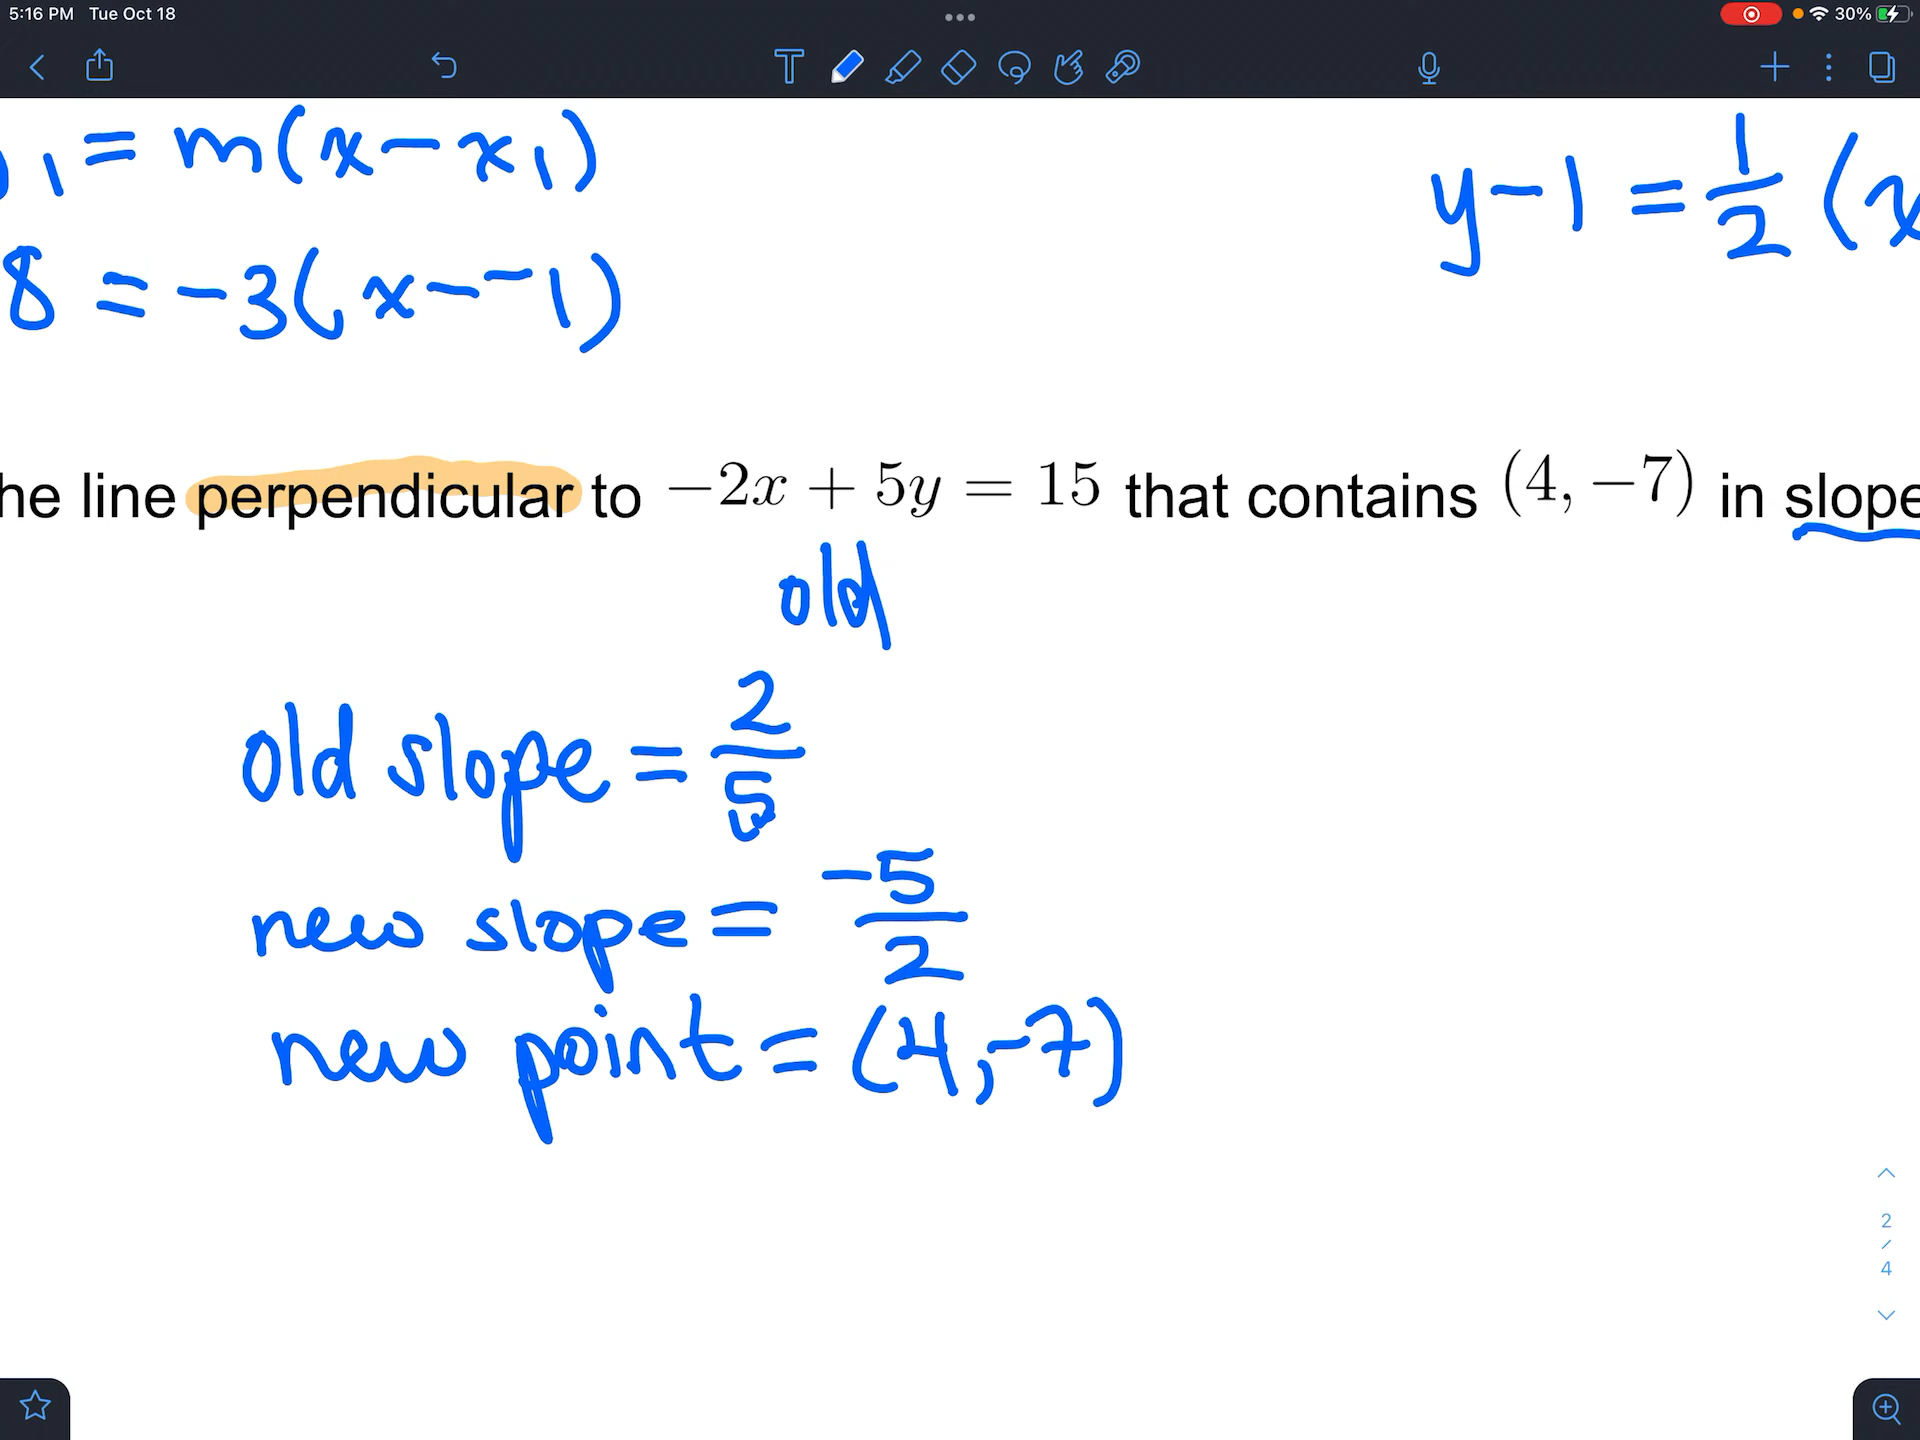 5:16 PM Tue Oct 18
30%
1 = m(x-x1)
y-1 = 1/2 (x
8 = -3(x--1)
he line perpendicular to −2x + 5y = 15 that contains (4, −7) in slope
old
old slope = 2/5
new slope = -5/2
new point = (4,-7)
2
/
4